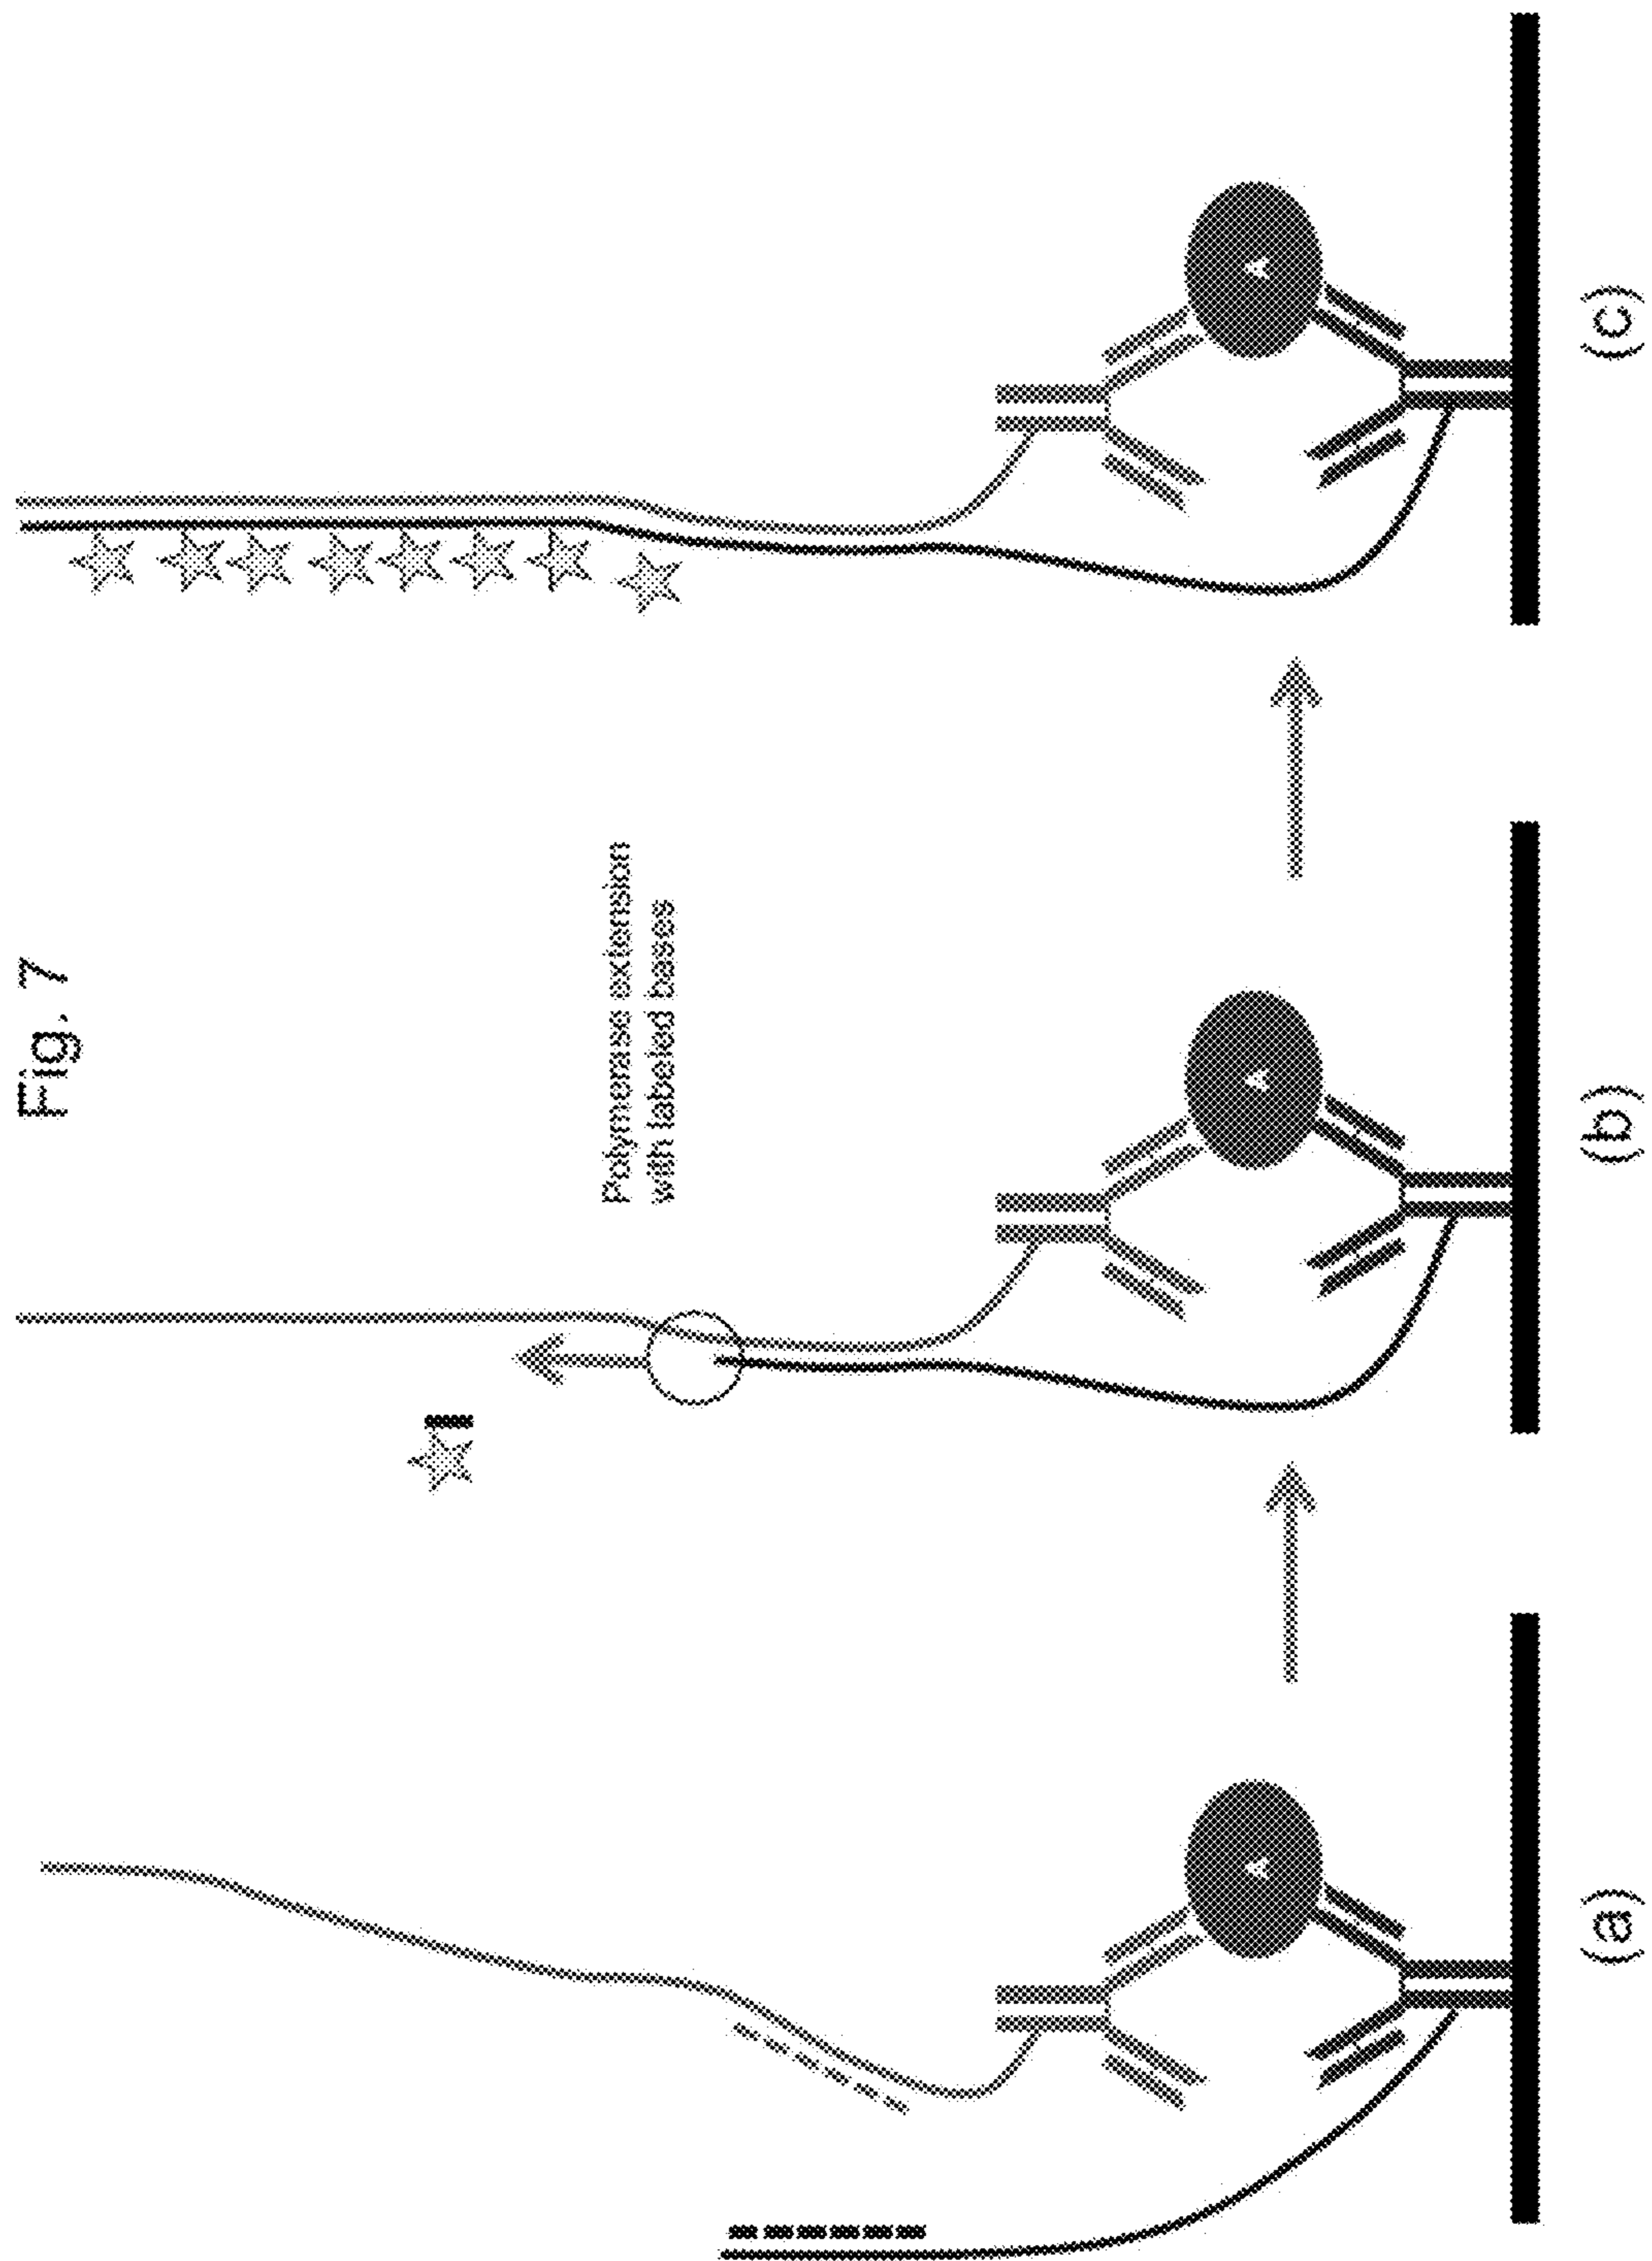 Fig. 7
Polymerase extension
with labeled bases
A
A
A
(a)
(b)
(c)